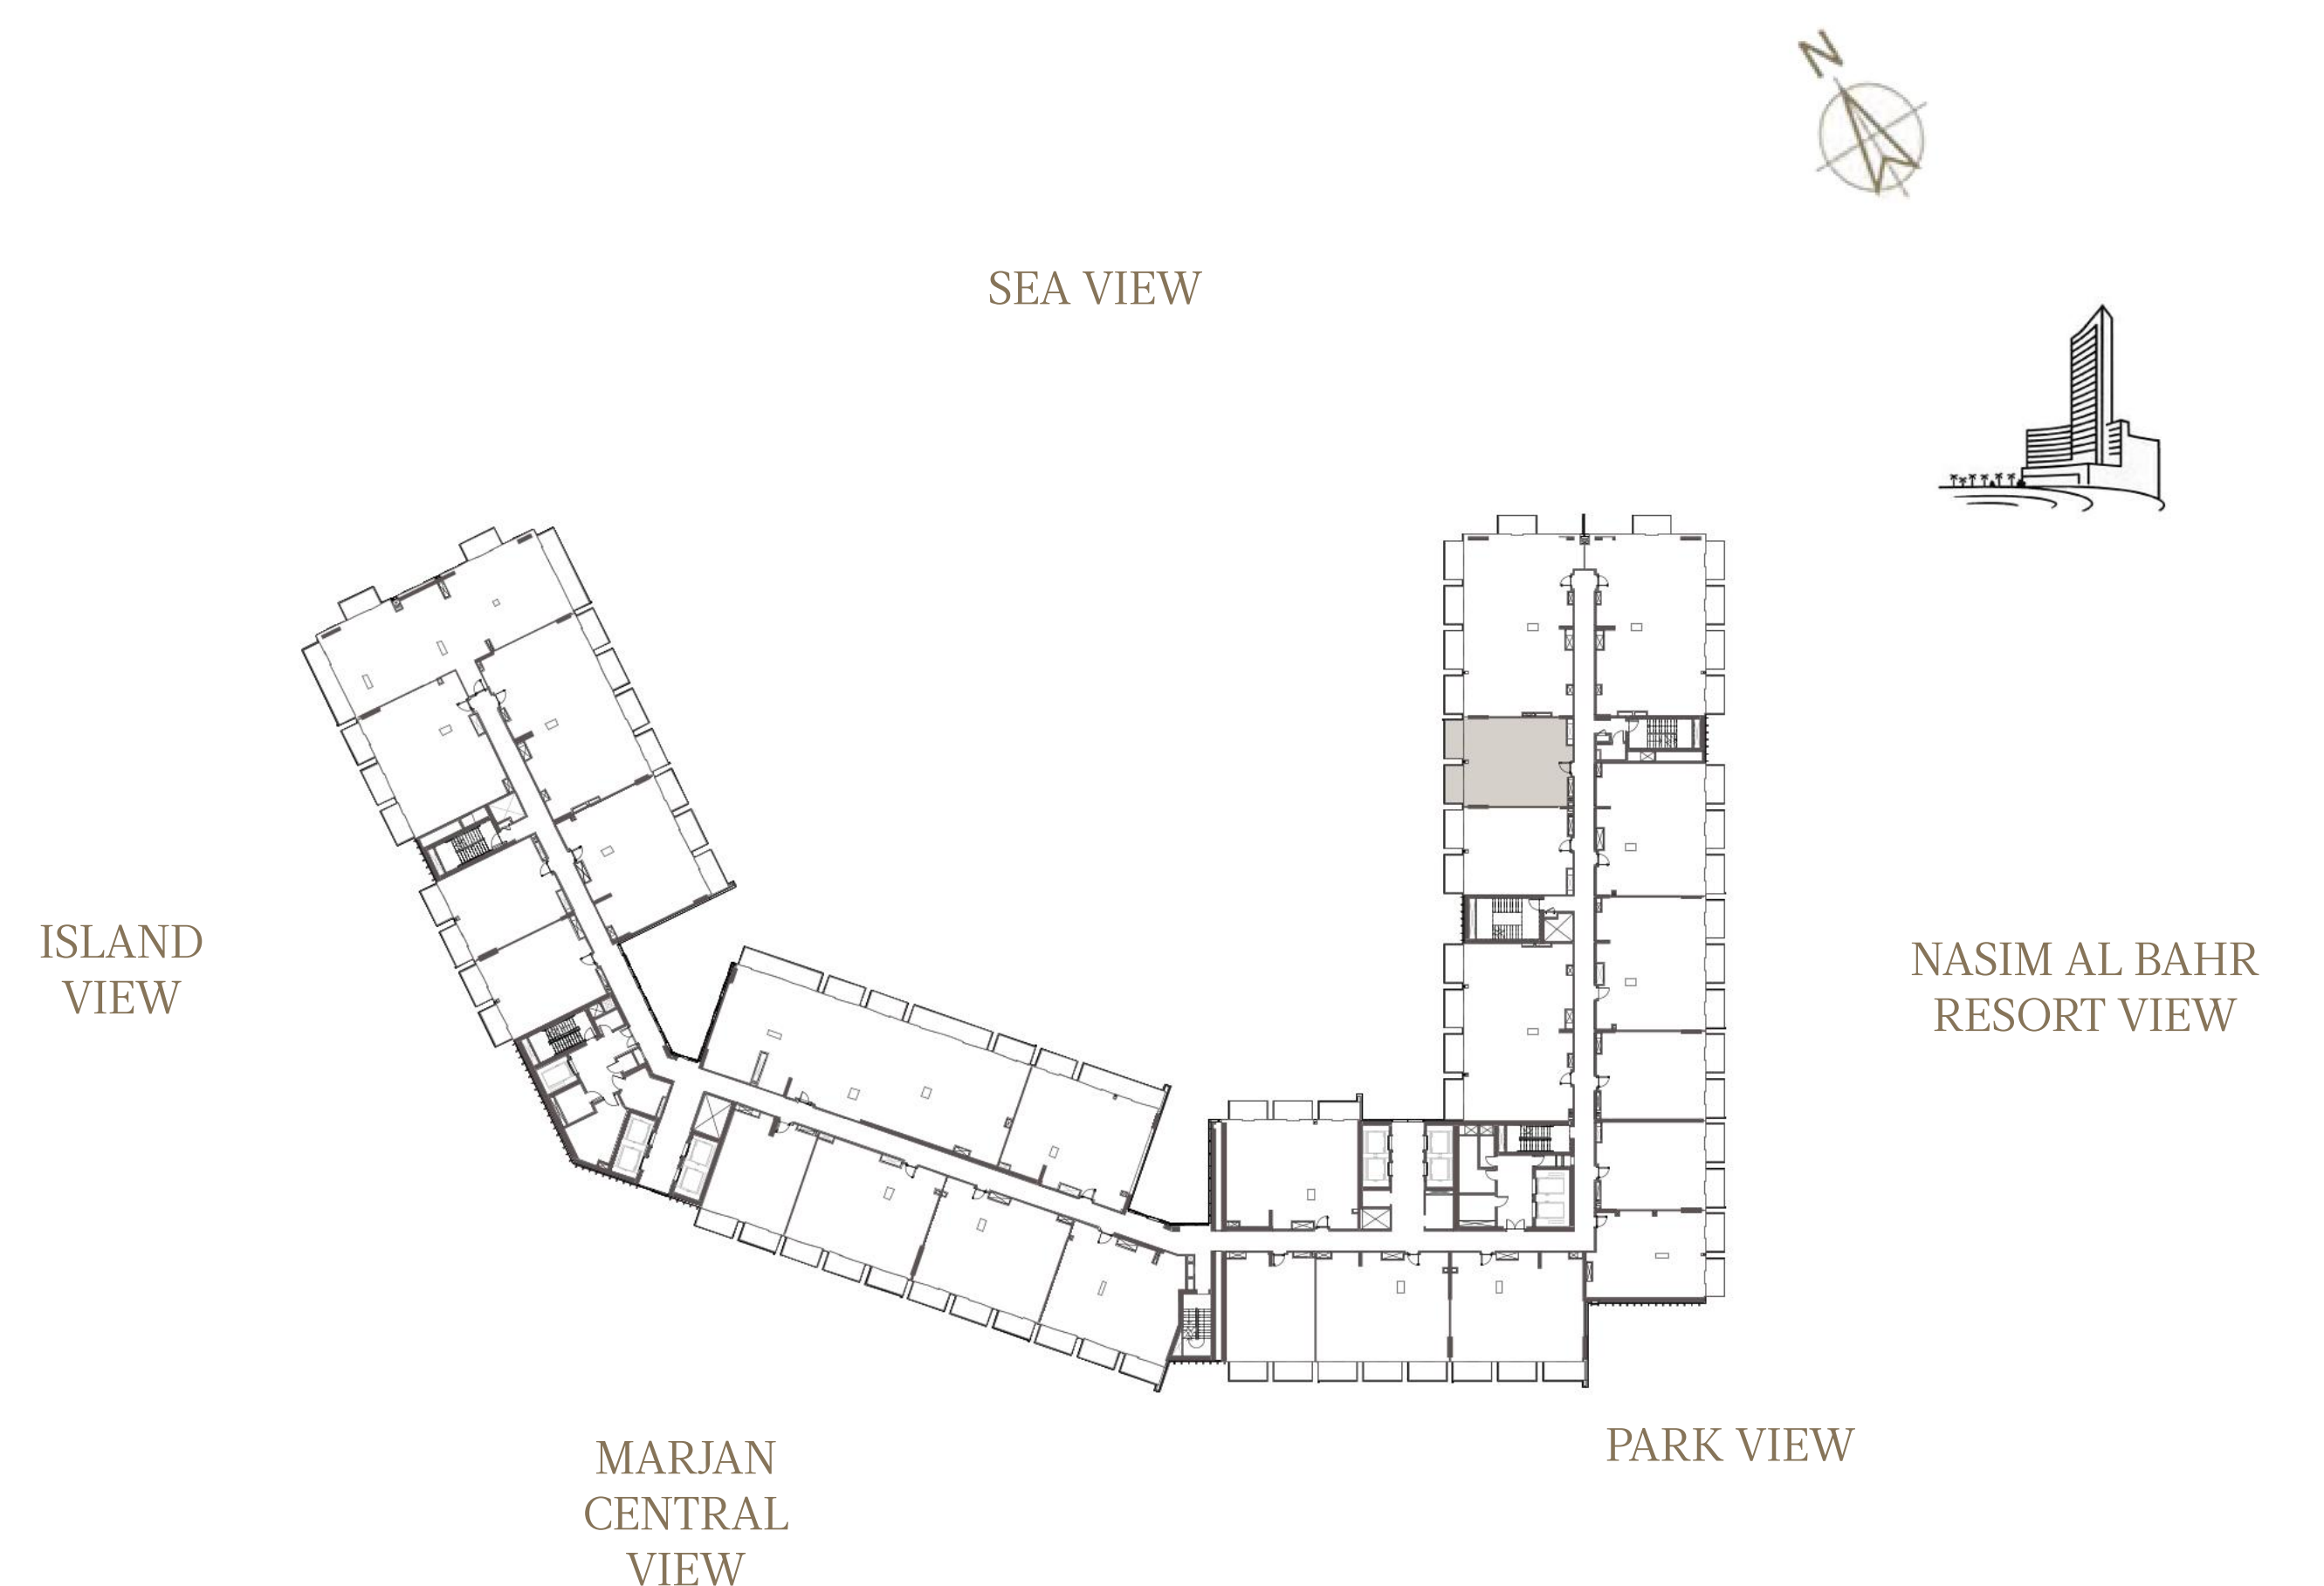 N
SEA VIEW
ISLAND
VIEW
NASIM AL BAHR
RESORT VIEW
PARK VIEW
MARJAN
CENTRAL
VIEW